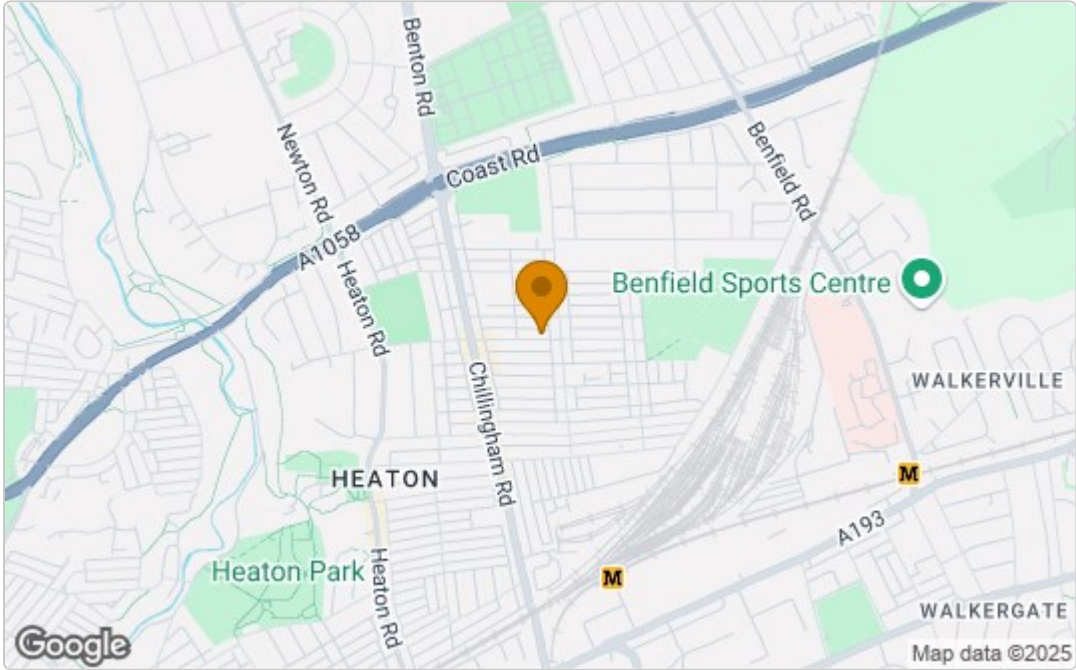 Benton Rd
Newton Rd
Coast Rd
Benfield Rd
A1058
Heaton Rd
Benfield Sports Centre
Chillingham Rd
WALKERVILLE
HEATON
M
A193
Heaton Park
M
Heaton Rd
WALKERGATE
Google
Map data ©2025